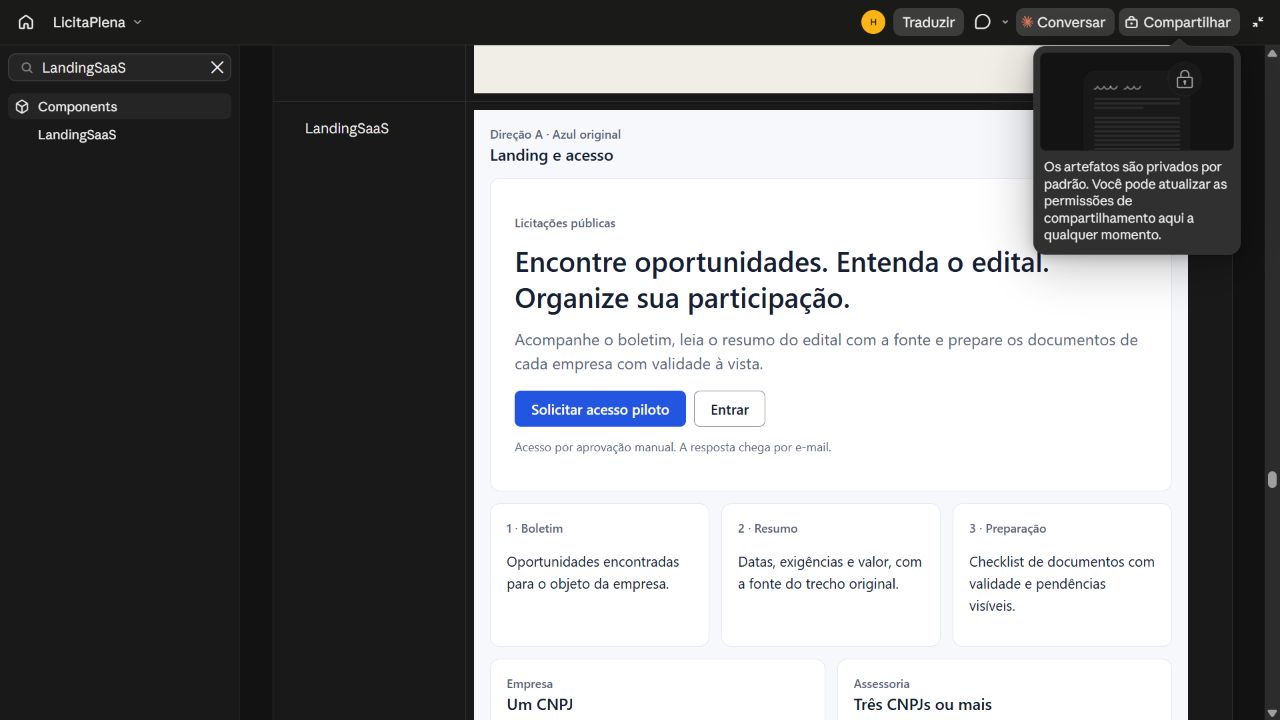 LicitaPlena
H
Traduzir
Conversar
Compartilhar
LandingSaaS
Components
LandingSaaS
LandingSaaS
Direção A · Azul original
Landing e acesso
Os artefatos são privados por
padrão. Você pode atualizar as
permissões de
compartilhamento aqui a
qualquer momento.
Licitações públicas
Encontre oportunidades. Entenda o edital.
Organize sua participação.
Acompanhe o boletim, leia o resumo do edital com a fonte e prepare os documentos de
cada empresa com validade à vista.
Solicitar acesso piloto
Entrar
Acesso por aprovação manual. A resposta chega por e-mail.
1 · Boletim
Oportunidades encontradas
para o objeto da empresa.
2 · Resumo
Datas, exigências e valor, com
a fonte do trecho original.
3 · Preparação
Checklist de documentos com
validade e pendências
visíveis.
Empresa
Um CNPJ
Assessoria
Três CNPJs ou mais